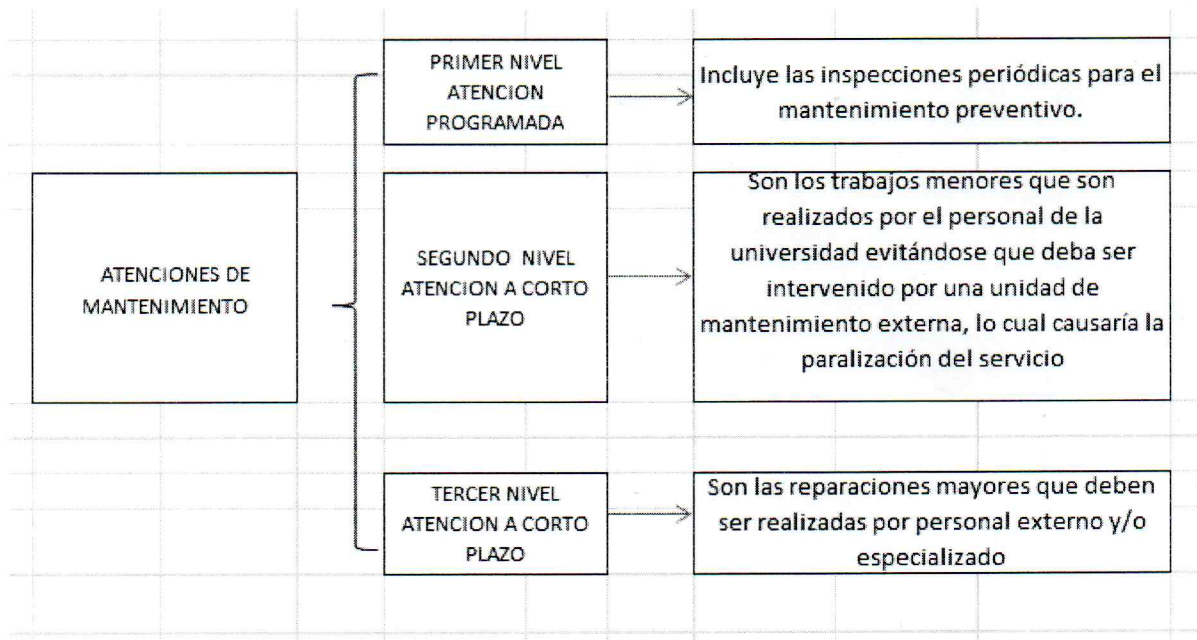 PRIMER NIVEL
ATENCION
PROGRAMADA
Incluye las inspecciones periódicas para el
mantenimiento preventivo.
ATENCIONES DE
MANTENIMIENTO
SEGUNDO NIVEL
ATENCION A CORTO
PLAZO
Son los trabajos menores que son
realizados por el personal de la
universidad evitándose que deba ser
intervenido por una unidad de
mantenimiento externa, lo cual causaría la
paralización del servicio
TERCER NIVEL
ATENCION A CORTO
PLAZO
Son las reparaciones mayores que deben
ser realizadas por personal externo y/o
especializado